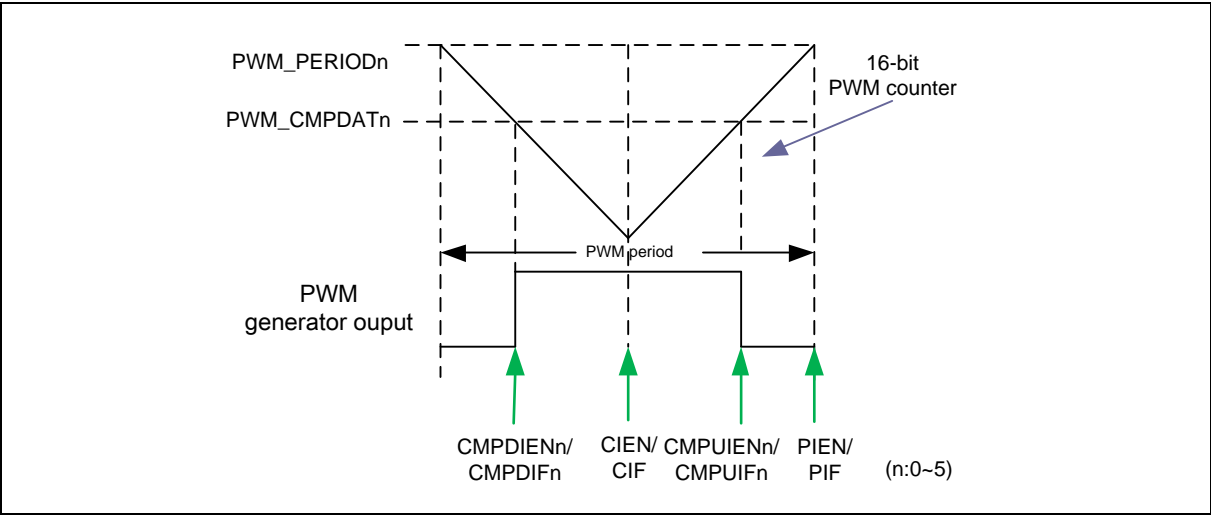 PWM_PERIODn
16-bit
PWM counter
PWM_CMPDATn
PWM period
PWM
generator ouput
CMPDIENn/
CMPDIFn
CIEN/
CIF
CMPUIENn/
CMPUIFn
PIEN/
PIF
(n:0~5)